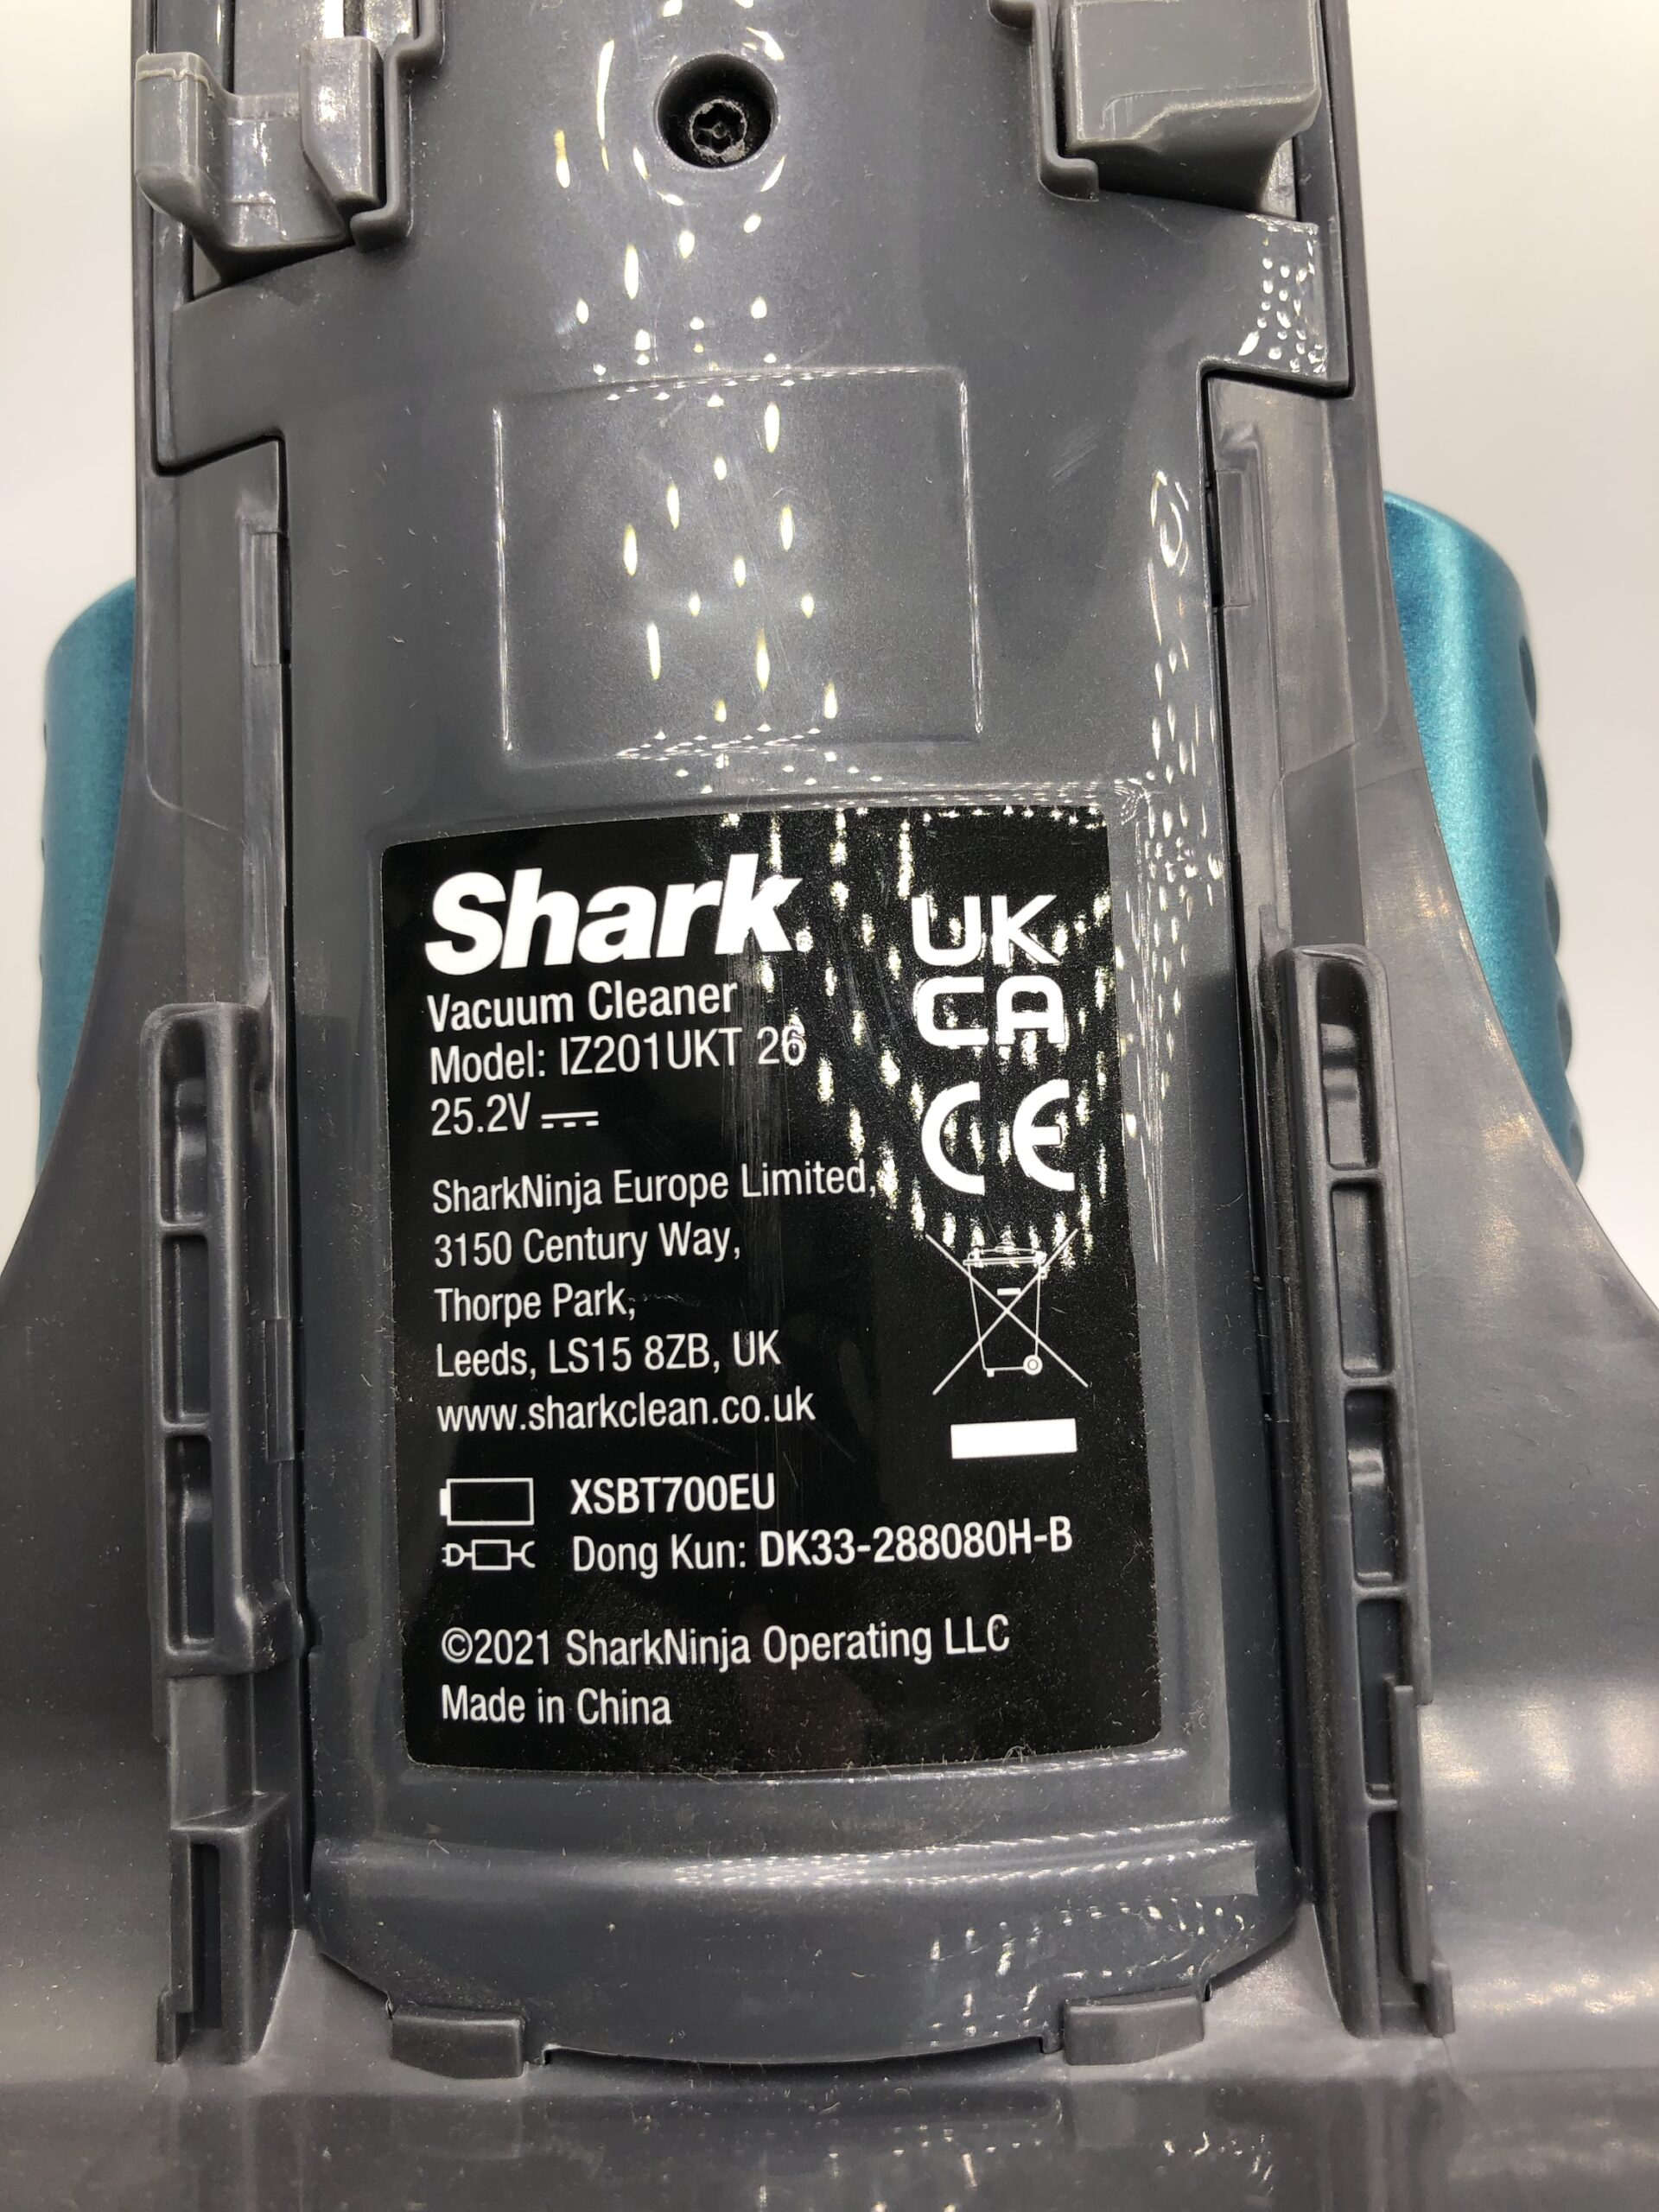 Shark
Vacuum Cleaner
Model: IZ201UKT 26
25.2V
SharkNinja Europe Limited,
3150 Century Way,
Thorpe Park,
Leeds, LS15 8ZB, UK
www.sharkclean.co.uk
XSBT700EU
Dong Kun: DK33-288080H-B
©2021 SharkNinja Operating LLC
Made in China
UK
CA
CE